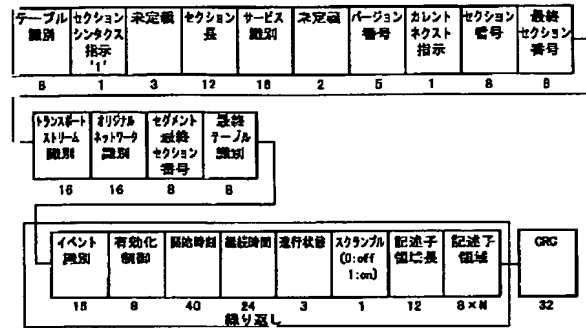 テーブル
識別
セクション
シンタクス
指示
'1'
未定義
セクション
長
サービス
識別
未定義
バージョン
番号
カレント
ネクスト
指示
セクション
番号
最終
セクション
番号
8 1 3 12 16 2 5 1 8 8
トランスポート
ストリーム
識別
オリジナル
ネットワーク
識別
セグメント
最終
セクション
番号
最終
テーブル
識別
16 16 8 8
イベント
識別
有効化
制御
開始時刻
継続時間
進行状態
スクランブル
(0:off
1:on)
記述子
領域長
記述子
領域
CRC
16 8 40 24 3 1 12 8×N 32
繰り返し